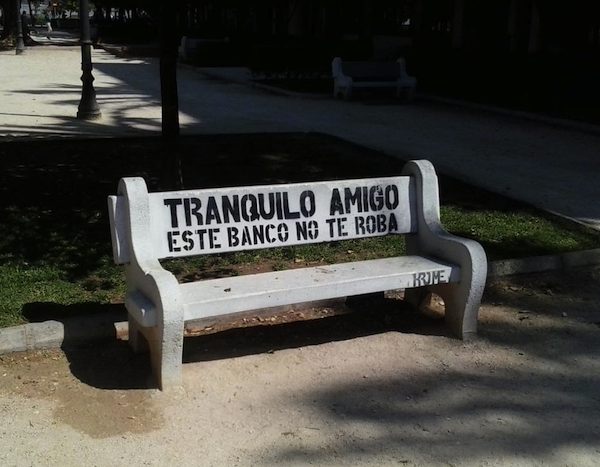 TRANQUILO AMIGO
ESTE BANCO NO TE ROBA